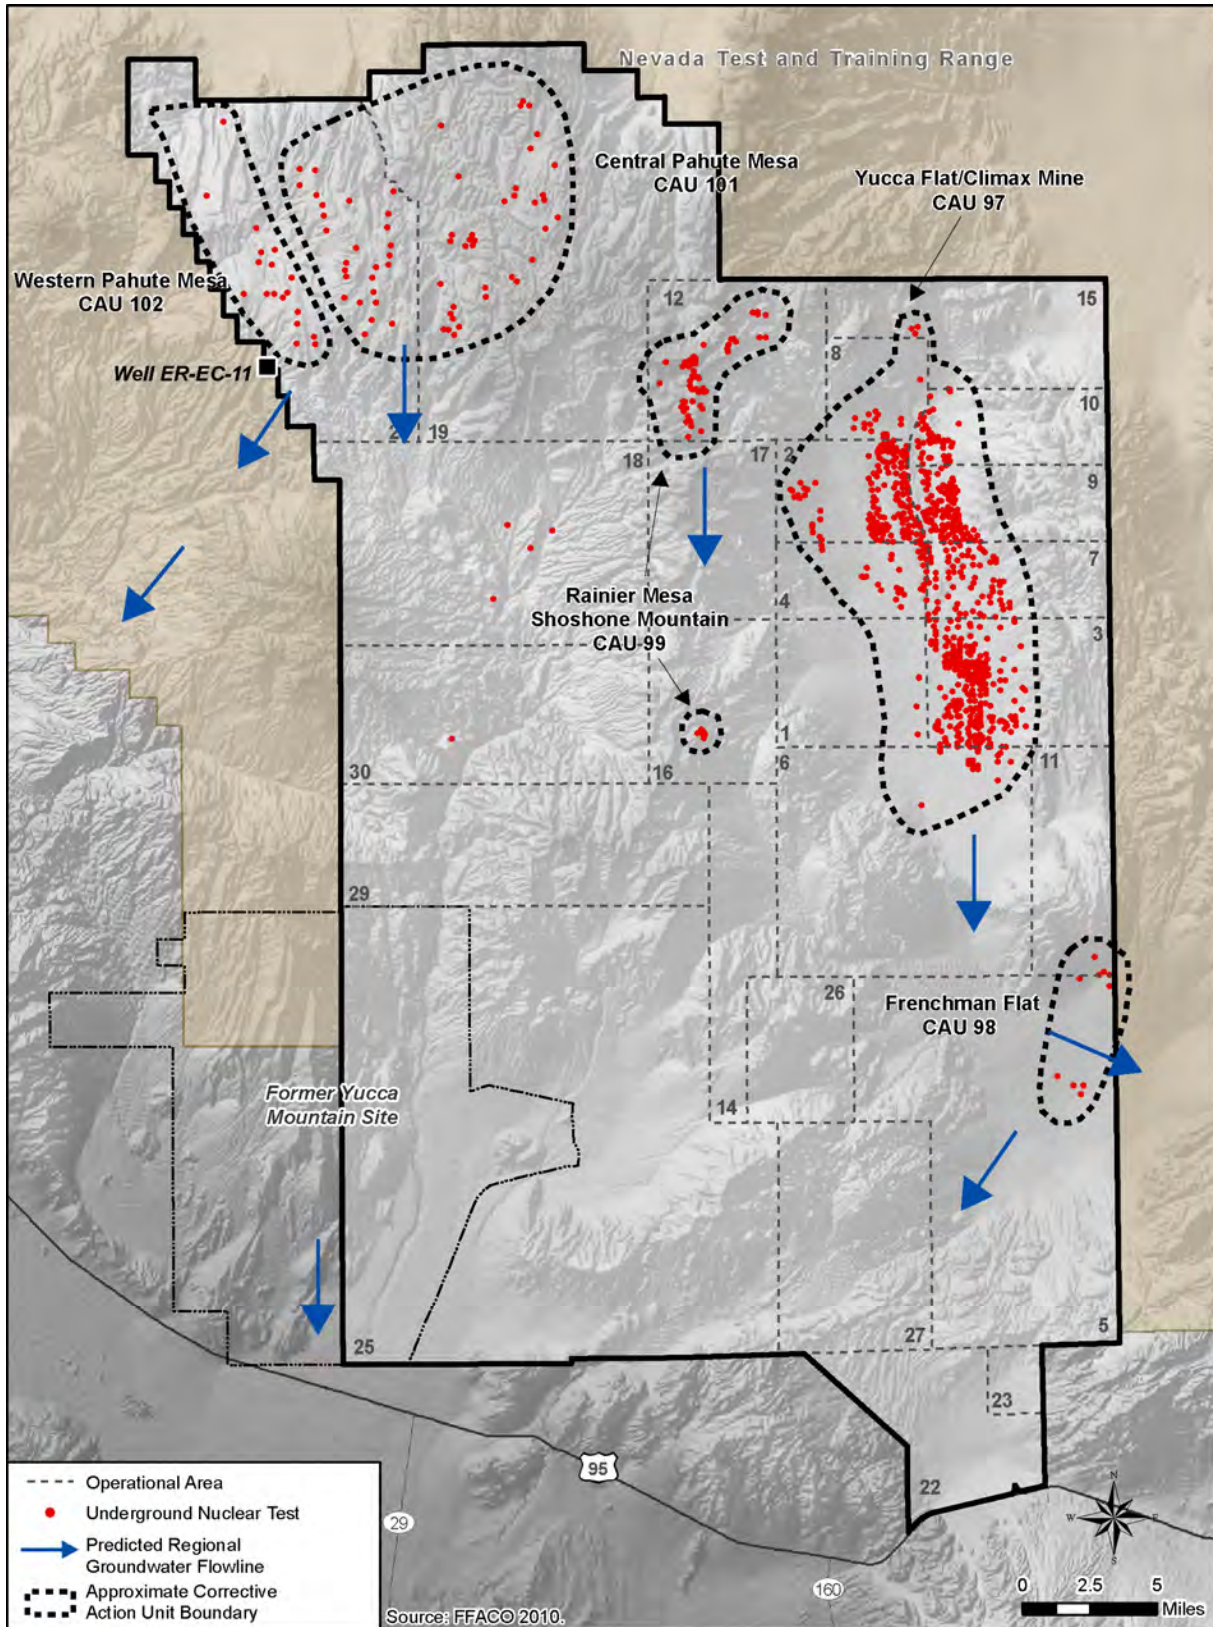 Nevada Test and Training Range
Central Pahute Mesa
CAU 101
Yucca Flat/Climax Mine
CAU 97
Western Pahute Mesa
CAU 102
12
15
8
Well ER-EC-11
10
19
18
17
2
9
7
Rainier Mesa
Shoshone Mountain
CAU 99
4
3
1
6
16
11
30
29
26
Frenchman Flat
CAU 98
Former Yucca
Mountain Site
14
25
27
5
23
22
95
29
160
N
W
E
S
Operational Area
Underground Nuclear Test
Predicted Regional
Groundwater Flowline
Approximate Corrective
Action Unit Boundary
Source: FFACO 2010.
0
2.5
5
Miles